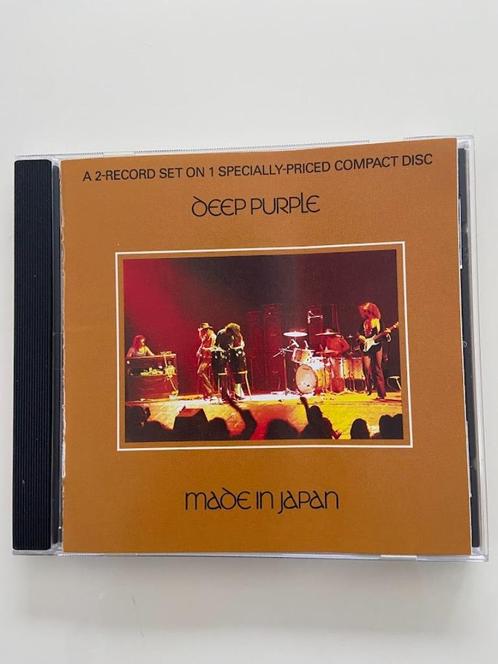 A 2-RECORD SET ON 1 SPECIALLY-PRICED COMPACT DISC
DEEP PURPLE
MADE IN JAPAN